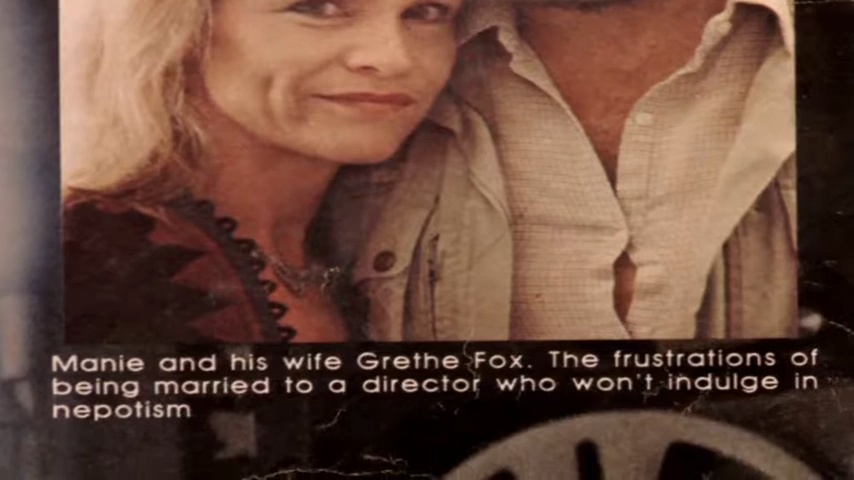 Manie and his wife Grethe Fox. The frustrations of
being married to a director who won't indulge in
nepotism